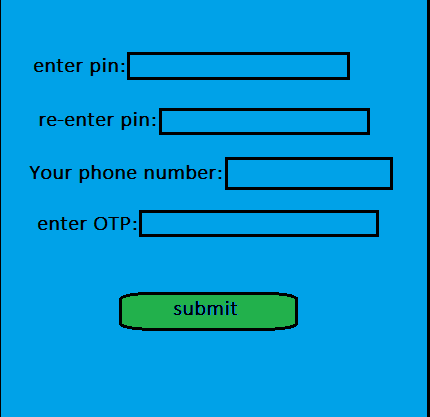 enter pin:
re-enter pin:
Your phone number:
enter OTP:
submit